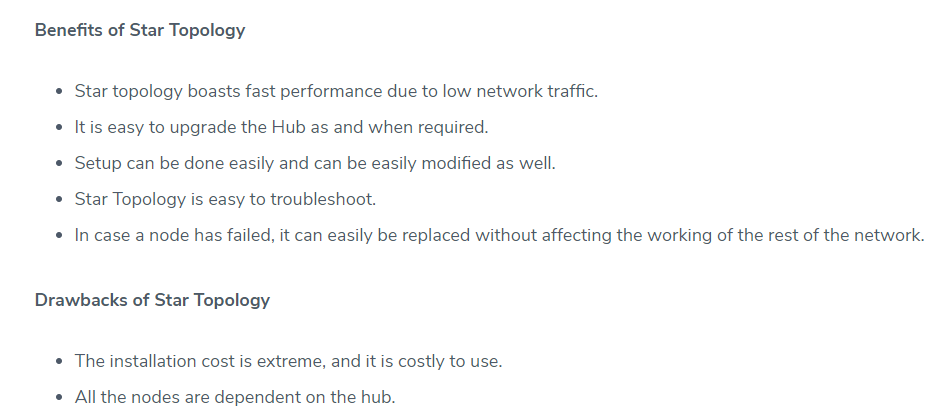 Benefits of Star Topology
• Star topology boasts fast performance due to low network traffic.
• It is easy to upgrade the Hub as and when required.
• Setup can be done easily and can be easily modified as well.
• Star Topology is easy to troubleshoot.
• In case a node has failed, it can easily be replaced without affecting the working of the rest of the network.
Drawbacks of Star Topology
• The installation cost is extreme, and it is costly to use.
• All the nodes are dependent on the hub.